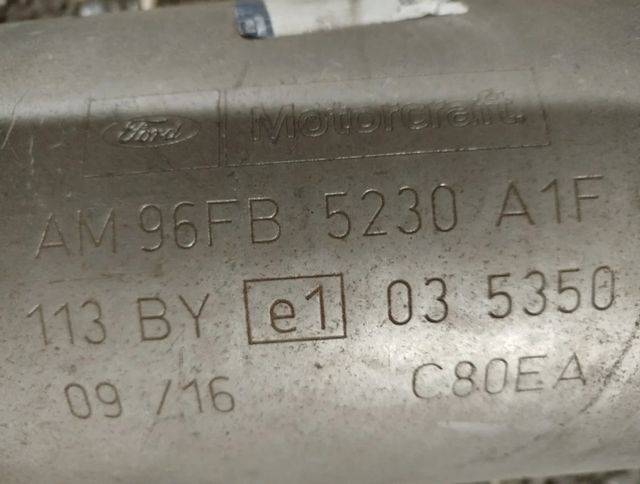 Ford Motorcraft
AM 96FB 5230 A1F
113 BY e1 03 5350
09 /16 C80EA